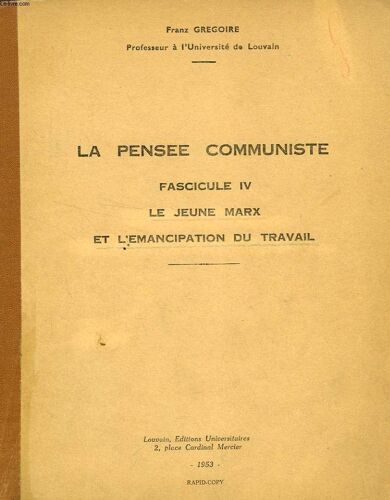 Franz GREGOIRE
Professeur à l'Université de Louvain
LA PENSEE COMMUNISTE
FASCICULE IV
LE JEUNE MARX
ET L'EMANCIPATION DU TRAVAIL
Louvain, Editions Universitaires
2, place Cardinal Mercier
- 1953 -
RAPID-COPY